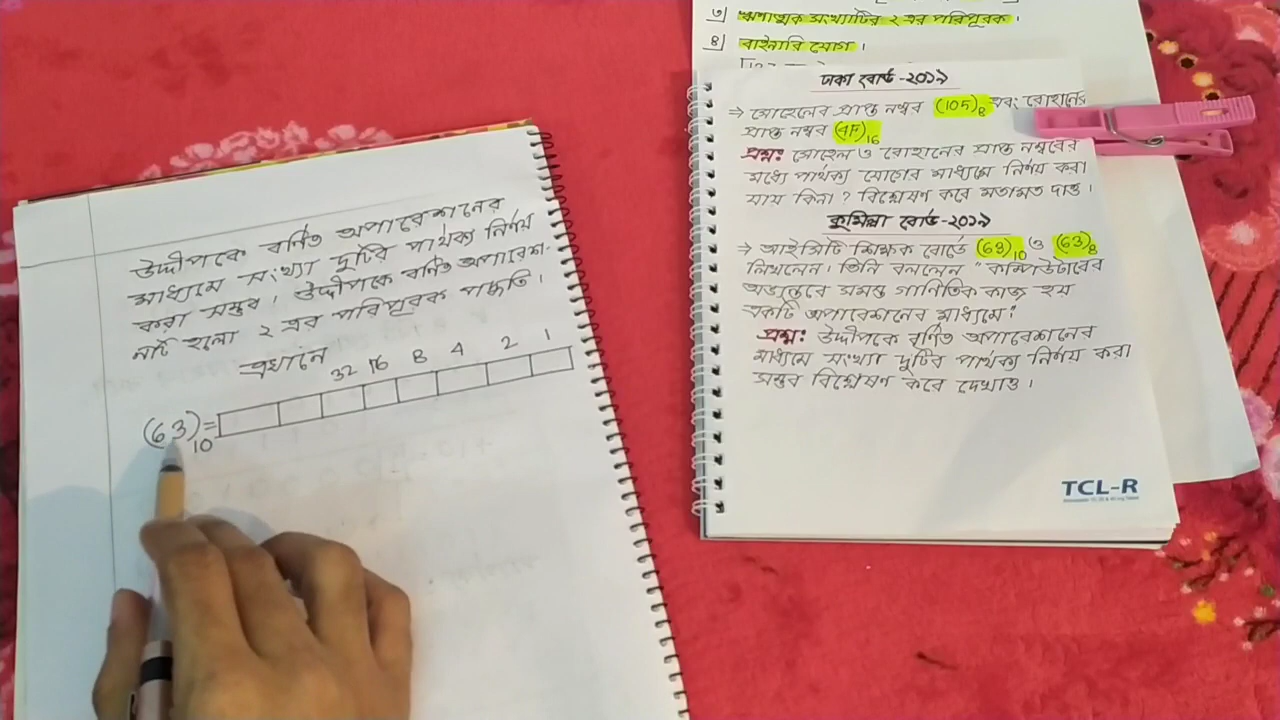 উদ্দীপকে বর্ণিত অপারেশনের
মাধ্যমে সংখ্যা দুটির পার্থক্য নির্ণয়
করা সম্ভব। উদ্দীপকে বর্ণিত অপারেশ-
নটি হলো ২ এর পরিপূরক পদ্ধতি।
এখানে
32 16 8 4 2 1
(63)10 =
৩] ঋণাত্মক সংখ্যাটির ২ এর পরিপূরক।
৪] বাইনারি যোগ।
ঢাকা বোর্ড -২০১৯
⇒ সোহেলের প্রাপ্ত নম্বর (105)8 এবং রোহানের
প্রাপ্ত নম্বর (4F)16
প্রশ্নঃ সোহেল ও রোহানের প্রাপ্ত নম্বরের
মধ্যে পার্থক্য যোগের মাধ্যমে নির্ণয় করা
যায় কিনা? বিশ্লেষণ করে মতামত দাও।
কুমিল্লা বোর্ড -২০১৯
⇒ আইসিটি শিক্ষক বোর্ডে (63)10 ও (63)8
লিখলেন। তিনি বললেন "কম্পিউটারের
অভ্যন্তরে সমস্ত গাণিতিক কাজ হয়
একটি অপারেশনের মাধ্যমে"
প্রশ্নঃ উদ্দীপকে বর্ণিত অপারেশনের
মাধ্যমে সংখ্যা দুটির পার্থক্য নির্ণয় করা
সম্ভব বিশ্লেষণ করে দেখাও।
TCL-R